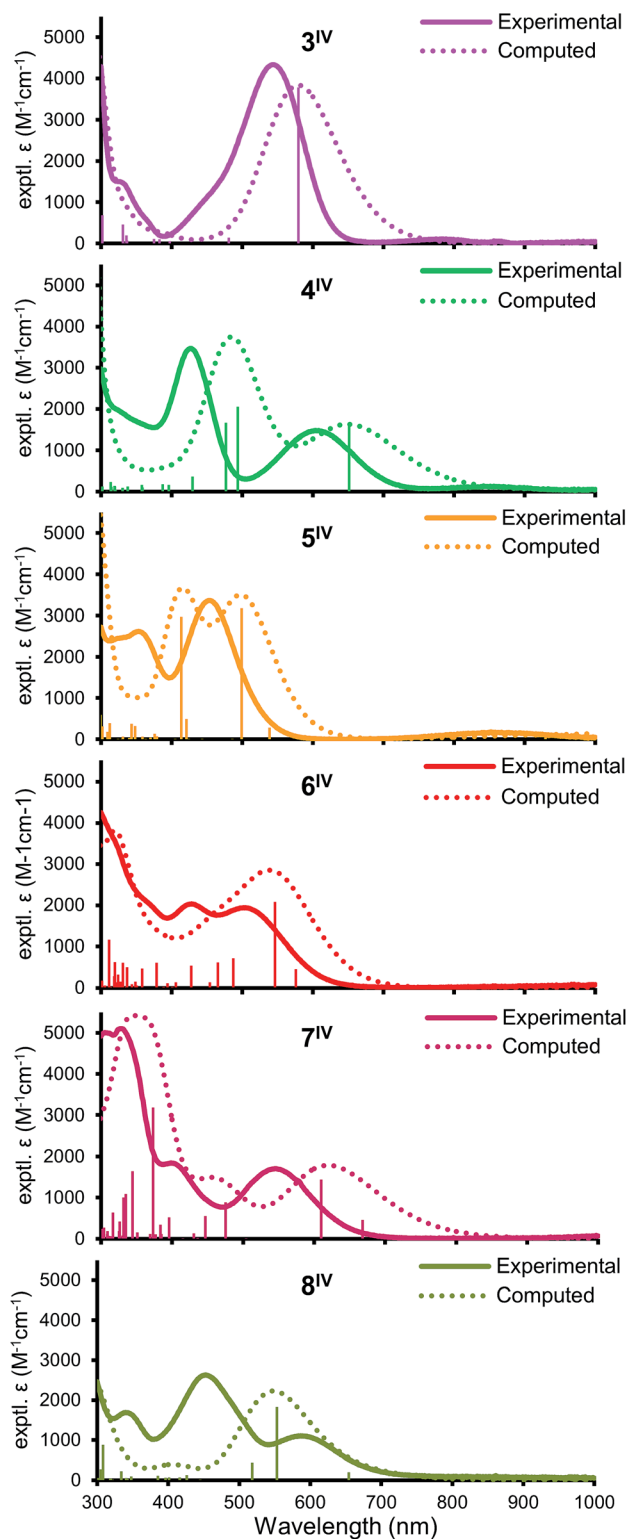 5000
4000
3000
2000
1000
0
exptl. ε (M⁻¹cm⁻¹)
3ᴵⱽ
Experimental
Computed
5000
4000
3000
2000
1000
0
exptl. ε (M⁻¹cm⁻¹)
4ᴵⱽ
Experimental
Computed
5000
4000
3000
2000
1000
0
exptl. ε (M⁻¹cm⁻¹)
5ᴵⱽ
Experimental
Computed
5000
4000
3000
2000
1000
0
exptl. ε (M-1cm-1)
6ᴵⱽ
Experimental
Computed
5000
4000
3000
2000
1000
0
exptl. ε (M⁻¹cm⁻¹)
7ᴵⱽ
Experimental
Computed
5000
4000
3000
2000
1000
0
exptl. ε (M⁻¹cm⁻¹)
8ᴵⱽ
Experimental
Computed
300 400 500 600 700 800 900 1000
Wavelength (nm)